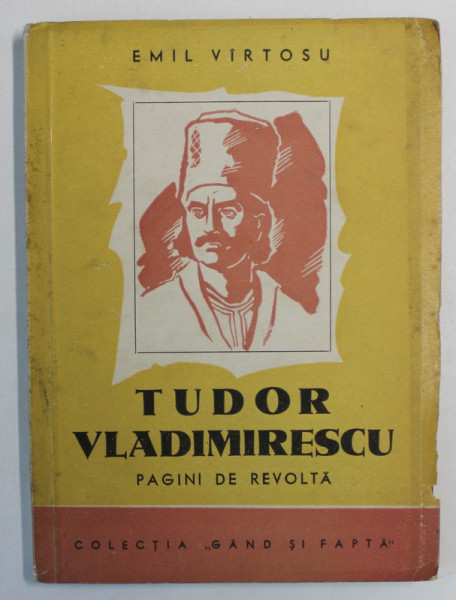 EMIL VÎRTOSU
TUDOR
VLADIMIRESCU
PAGINI DE REVOLTĂ
COLECȚIA „GÂND ȘI FAPTĂ"